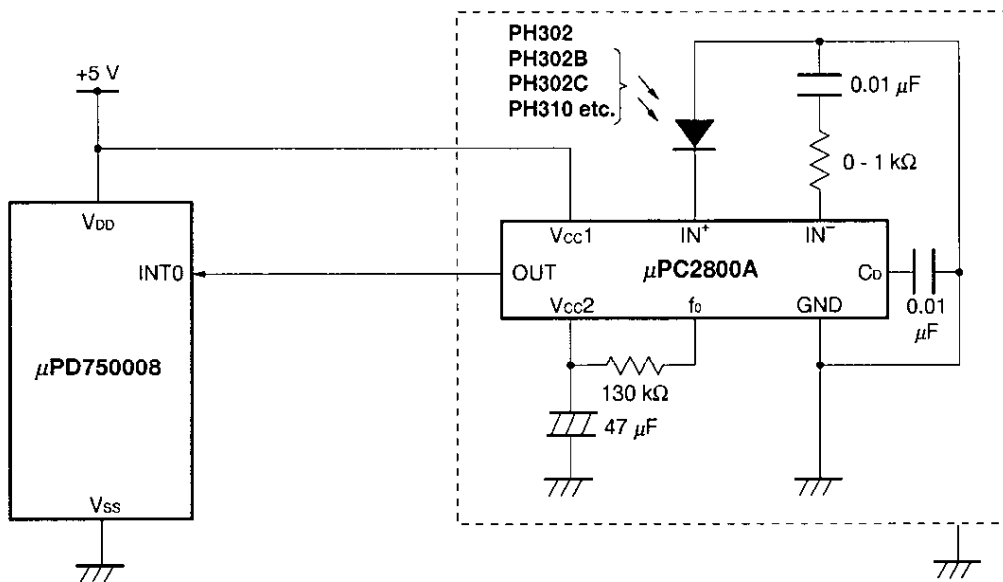 PH302
PH302B
PH302C
PH310 etc.
+5 V
0.01 μF
0 - 1 kΩ
VDD
VCC1
IN+
IN−
INT0
OUT
μPC2800A
CD
VCC2
f0
GND
0.01
μF
μPD750008
130 kΩ
47 μF
VSS